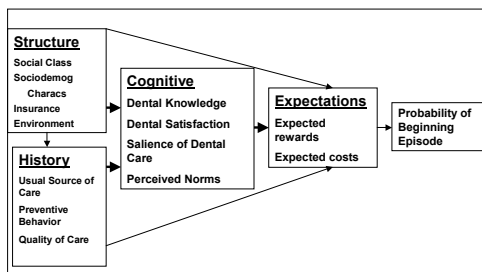 Structure
Social Class
Sociodemog
Characs
Insurance
Environment
History
Usual Source of
Care
Preventive
Behavior
Quality of Care
Cognitive
Dental Knowledge
Dental Satisfaction
Salience of Dental
Care
Perceived Norms
Expectations
Expected
rewards
Expected costs
Probability of
Beginning
Episode